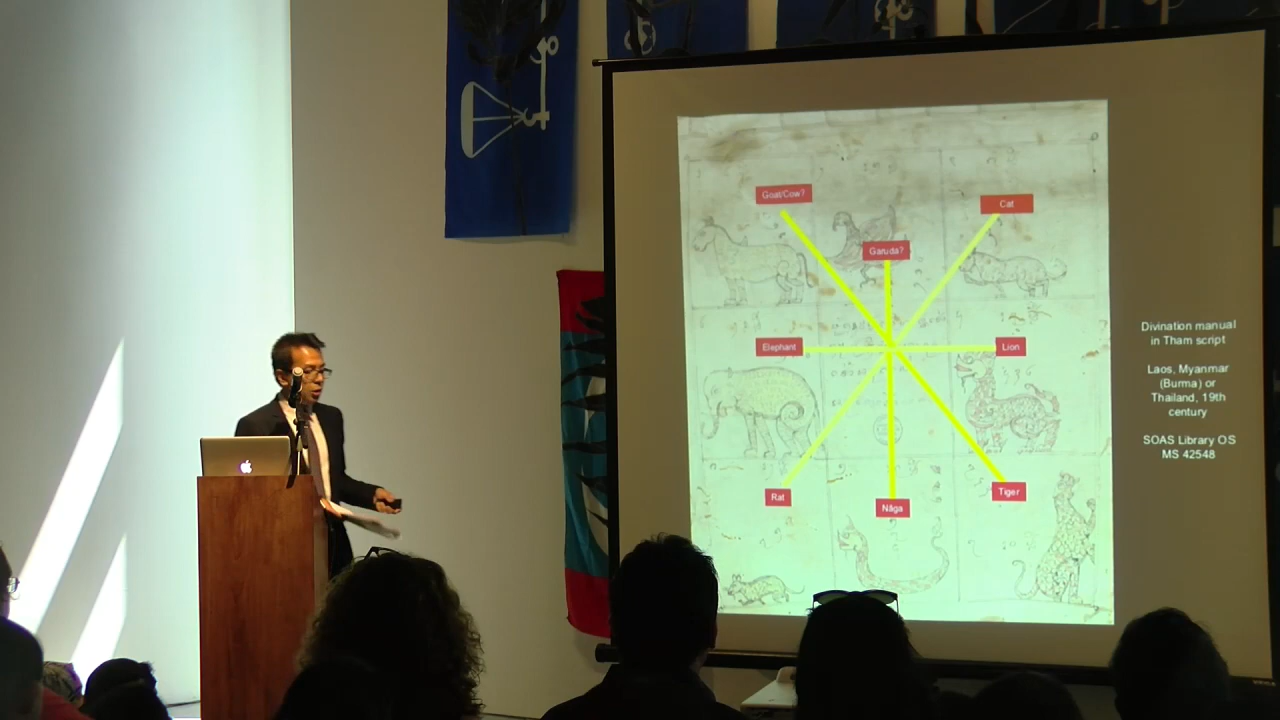 Goat/Cow?
Cat
Garuda?
Elephant
Lion
Rat
Nâga
Tiger
Divination manual
in Tham script
Laos, Myanmar
(Burma) or
Thailand, 19th
century
SOAS Library OS
MS 42548